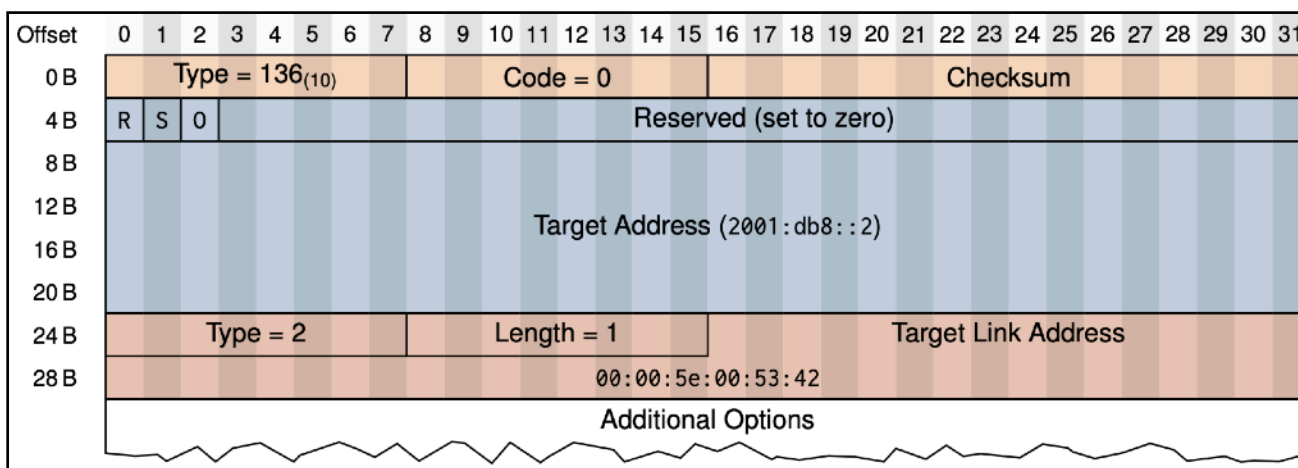 Offset 0 1 2 3 4 5 6 7 8 9 10 11 12 13 14 15 16 17 18 19 20 21 22 23 24 25 26 27 28 29 30 31
0 B Type = 136(10) Code = 0 Checksum
4 B R S 0 Reserved (set to zero)
8 B
12 B
Target Address (2001:db8::2)
16 B
20 B
24 B Type = 2 Length = 1 Target Link Address
28 B 00:00:5e:00:53:42
Additional Options